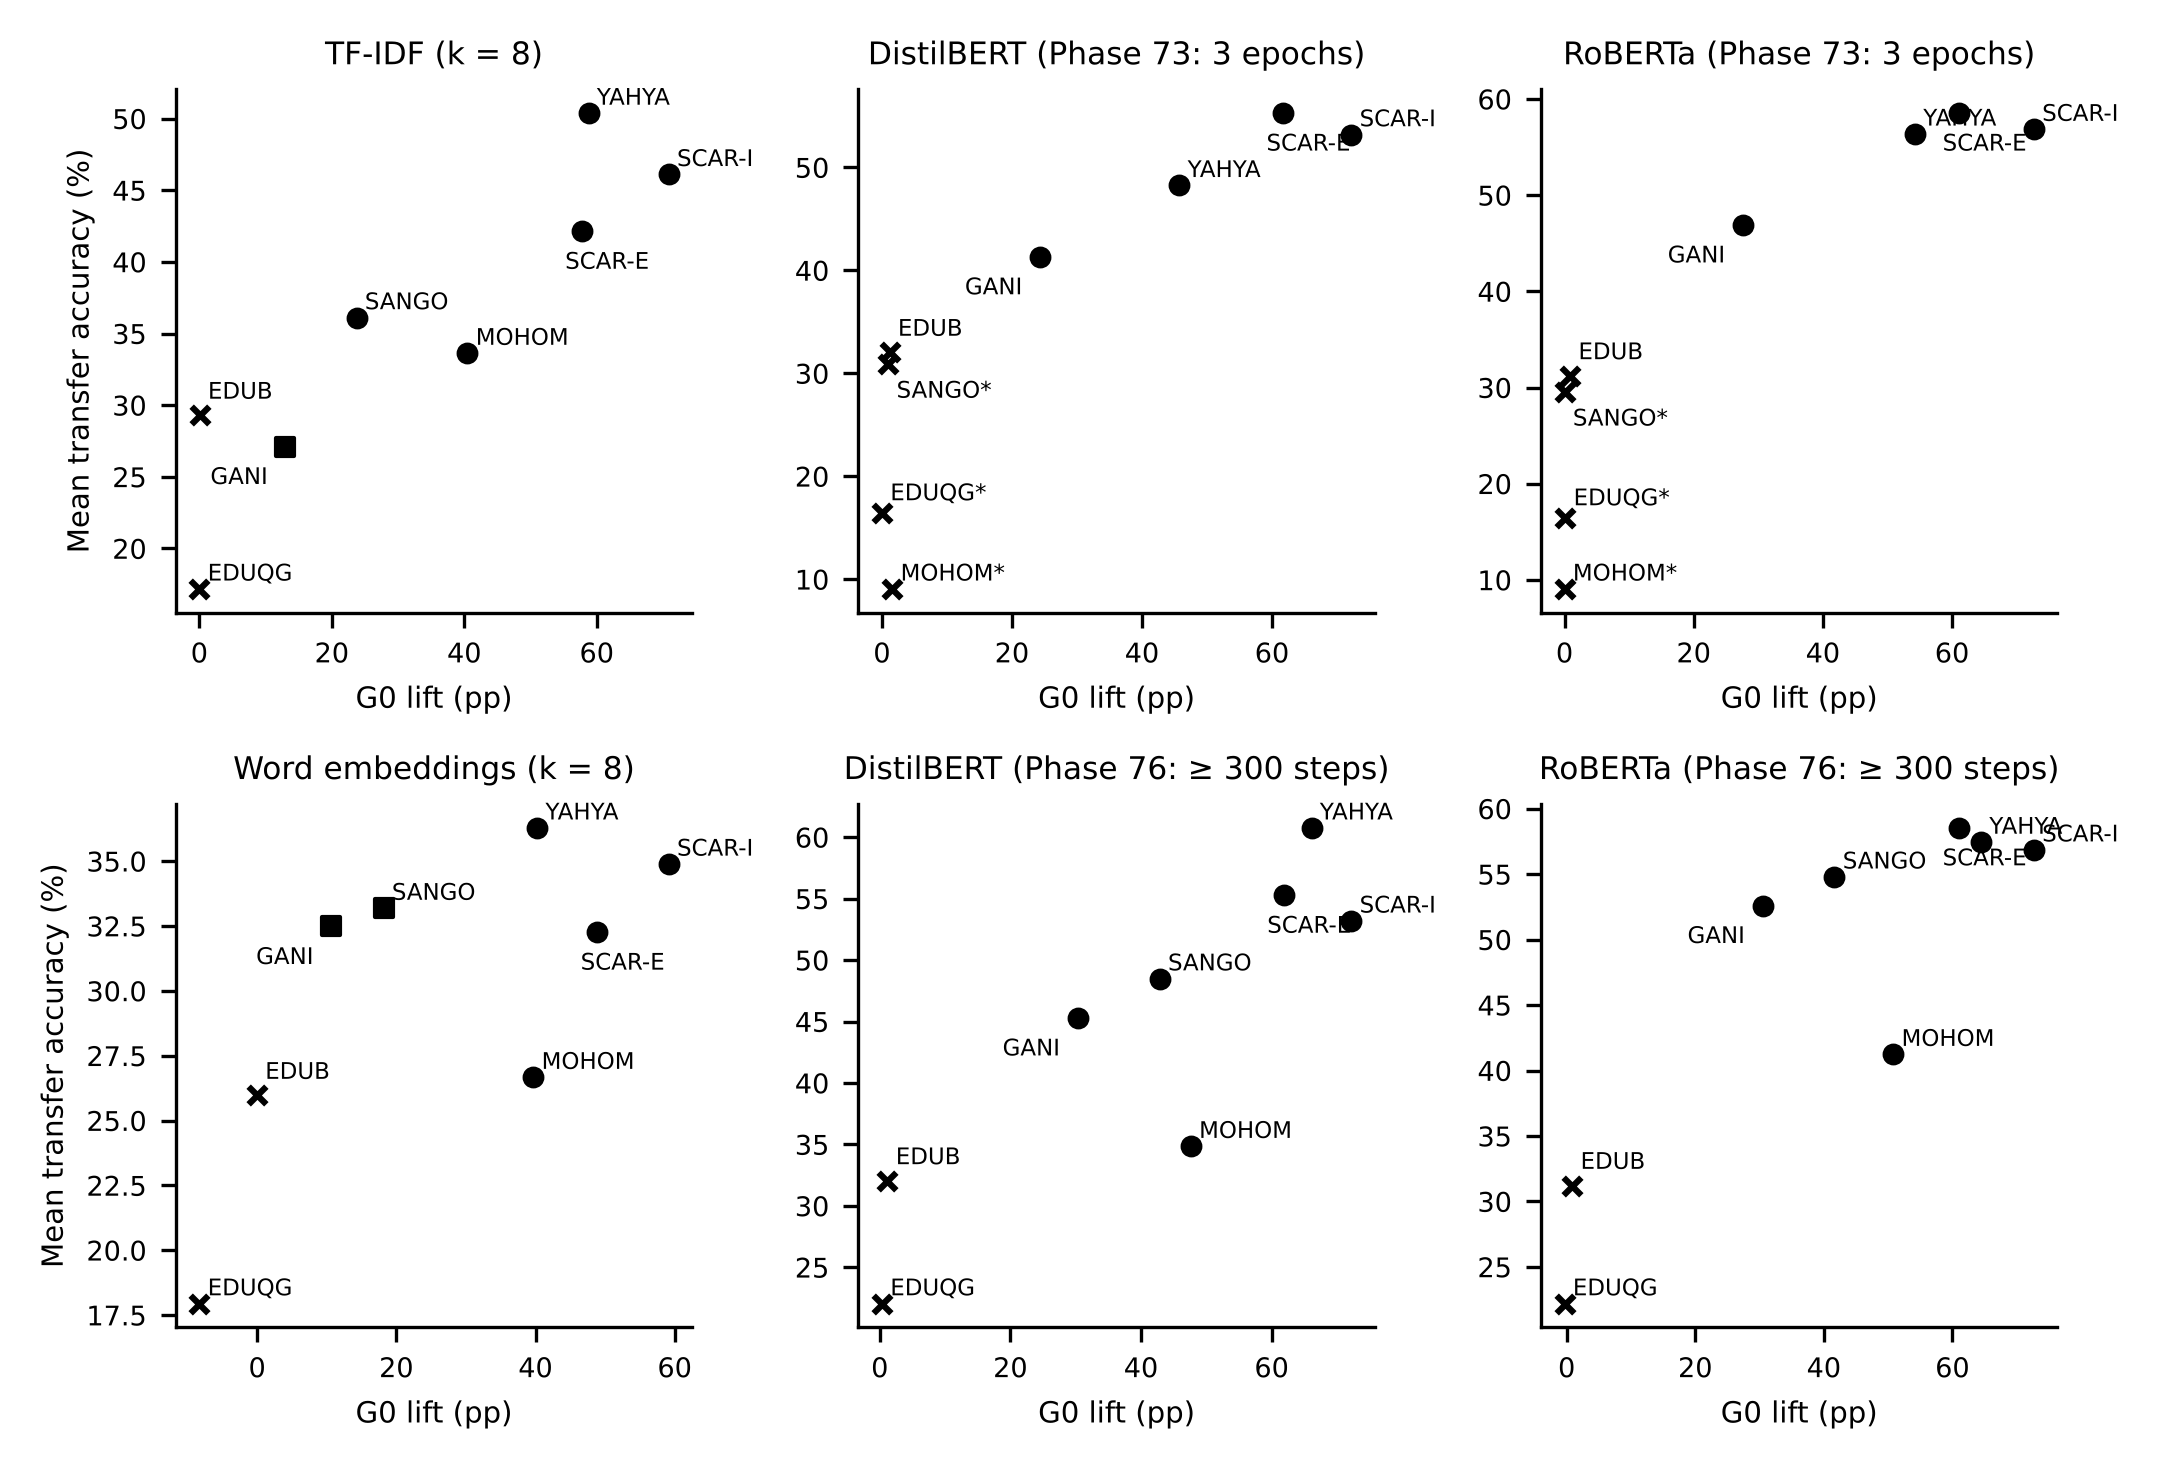 TF-IDF (k = 8)
Mean transfer accuracy (%)
50
45
40
35
30
25
20
YAHYA
SCAR-I
SCAR-E
SANGO
MOHOM
EDUB
GANI
EDUQG
0 20 40 60
G0 lift (pp)
DistilBERT (Phase 73: 3 epochs)
50
40
30
20
10
SCAR-I
SCAR-E
YAHYA
GANI
EDUB
SANGO*
EDUQG*
MOHOM*
0 20 40 60
G0 lift (pp)
RoBERTa (Phase 73: 3 epochs)
60
50
40
30
20
10
SCAR-I
YAHYA
SCAR-E
GANI
EDUB
SANGO*
EDUQG*
MOHOM*
0 20 40 60
G0 lift (pp)
Word embeddings (k = 8)
Mean transfer accuracy (%)
35.0
32.5
30.0
27.5
25.0
22.5
20.0
17.5
YAHYA
SCAR-I
SANGO
GANI
SCAR-E
MOHOM
EDUB
EDUQG
0 20 40 60
G0 lift (pp)
DistilBERT (Phase 76: ≥ 300 steps)
60
55
50
45
40
35
30
25
YAHYA
SCAR-I
SCAR-E
SANGO
GANI
MOHOM
EDUB
EDUQG
0 20 40 60
G0 lift (pp)
RoBERTa (Phase 76: ≥ 300 steps)
60
55
50
45
40
35
30
25
YAHYA
SCAR-I
SCAR-E
SANGO
GANI
MOHOM
EDUB
EDUQG
0 20 40 60
G0 lift (pp)